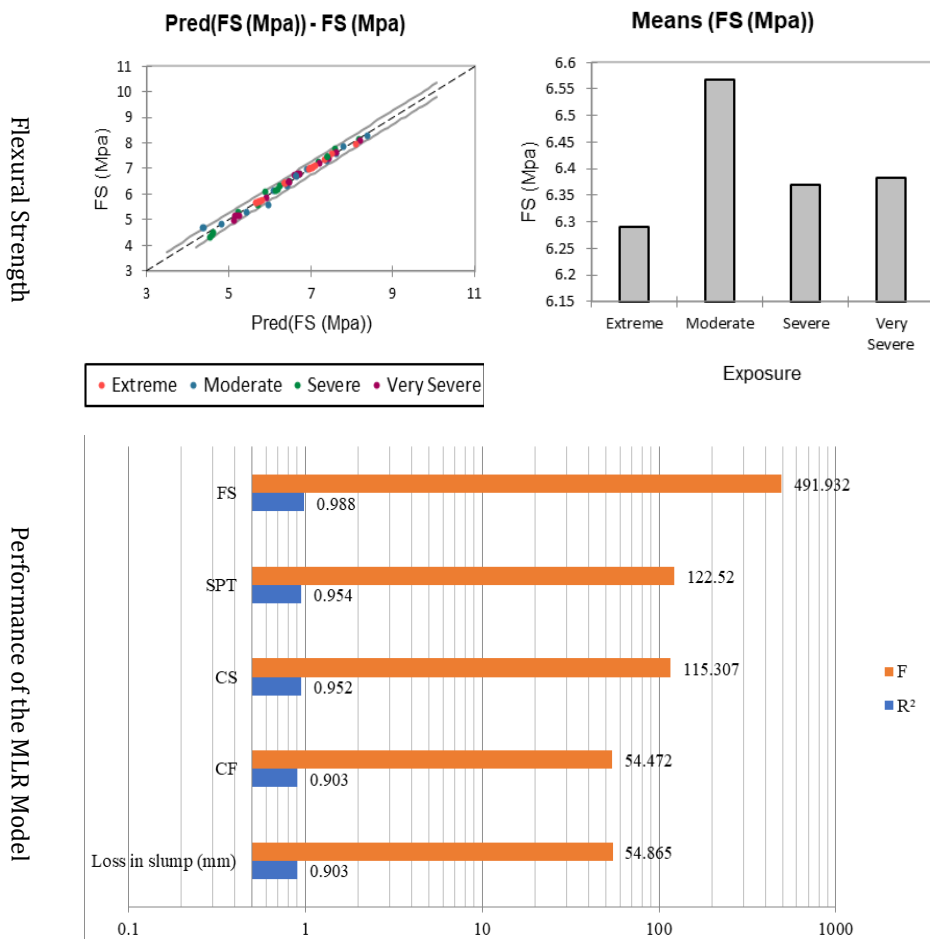 Pred(FS (Mpa)) - FS (Mpa)
11
10
9
8
7
6
5
4
3
FS (Mpa)
3 5 7 9 11
Pred(FS (Mpa))
Flexural Strength
Means (FS (Mpa))
6.6
6.55
6.5
6.45
6.4
6.35
6.3
6.25
6.2
6.15
FS (Mpa)
Extreme Moderate Severe Very
Severe
Exposure
Extreme Moderate Severe Very Severe
Performance of the MLR Model
FS
491.932
0.988
SPT
122.52
0.954
CS
115.307
0.952
CF
54.472
0.903
Loss in slump (mm)
54.865
0.903
F
R²
0.1 1 10 100 1000